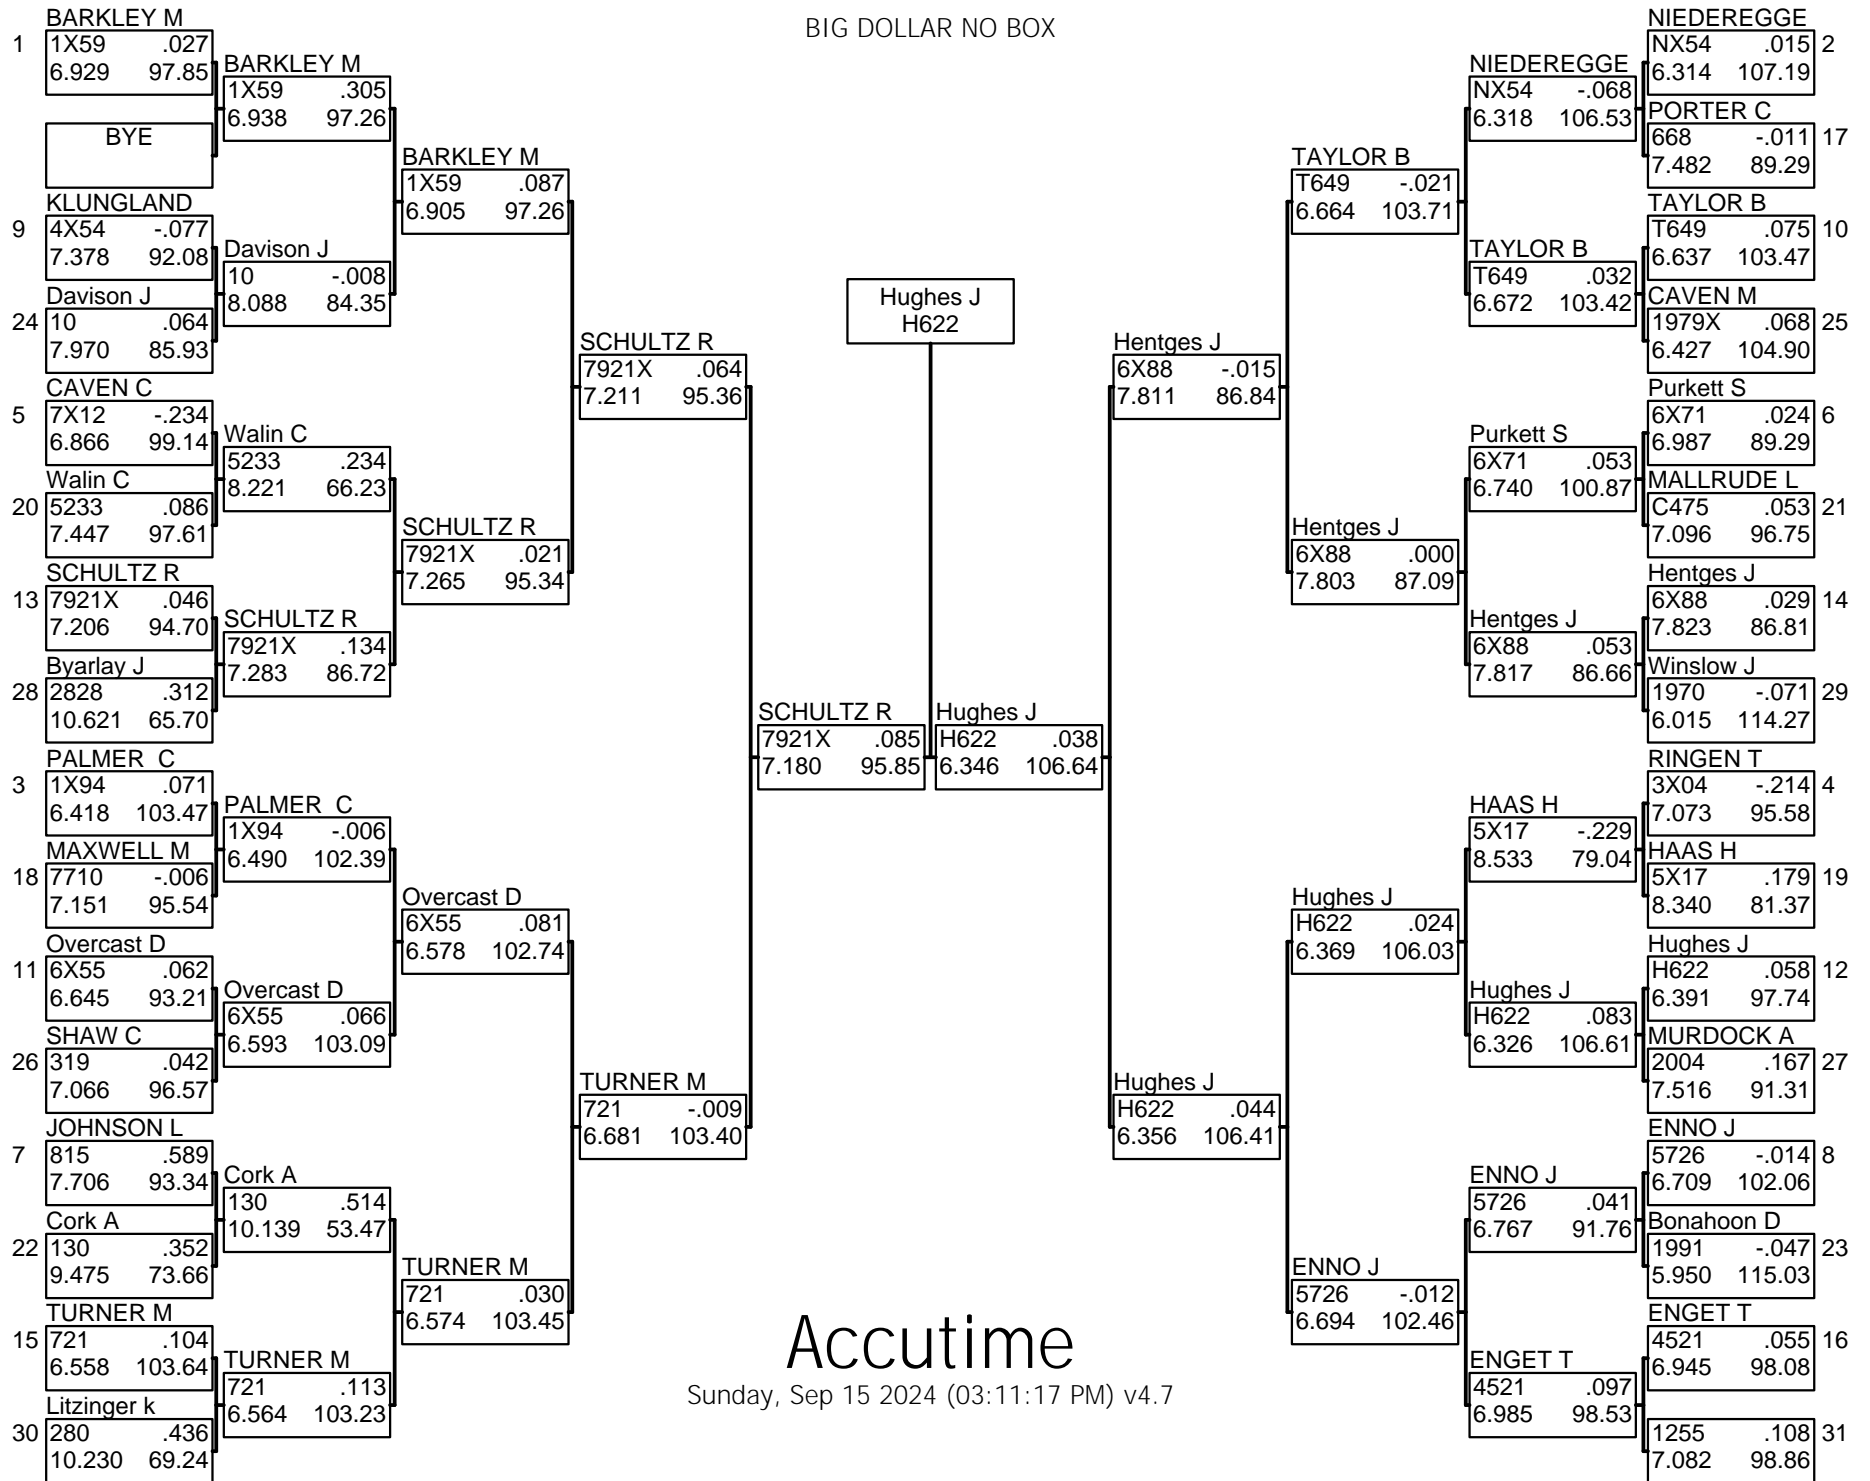 BIG DOLLAR NO BOX
BARKLEY M
1 1X59 .027
6.929 97.85
BYE
KLUNGLAND
9 4X54 -.077
7.378 92.08
Davison J
24 10 .064
7.970 85.93
CAVEN C
5 7X12 -.234
6.866 99.14
Walin C
20 5233 .086
7.447 97.61
SCHULTZ R
13 7921X .046
7.206 94.70
Byarlay J
28 2828 .312
10.621 65.70
PALMER  C
3 1X94 .071
6.418 103.47
MAXWELL M
18 7710 -.006
7.151 95.54
Overcast D
11 6X55 .062
6.645 93.21
SHAW C
26 319 .042
7.066 96.57
JOHNSON L
7 815 .589
7.706 93.34
Cork A
22 130 .352
9.475 73.66
TURNER M
15 721 .104
6.558 103.64
Litzinger k
30 280 .436
10.230 69.24
BARKLEY M
1X59 .305
6.938 97.26
Davison J
10 -.008
8.088 84.35
Walin C
5233 .234
8.221 66.23
SCHULTZ R
7921X .134
7.283 86.72
PALMER  C
1X94 -.006
6.490 102.39
Overcast D
6X55 .066
6.593 103.09
Cork A
130 .514
10.139 53.47
TURNER M
721 .113
6.564 103.23
BARKLEY M
1X59 .087
6.905 97.26
SCHULTZ R
7921X .021
7.265 95.34
Overcast D
6X55 .081
6.578 102.74
TURNER M
721 .030
6.574 103.45
SCHULTZ R
7921X .064
7.211 95.36
TURNER M
721 -.009
6.681 103.40
SCHULTZ R
7921X .085
7.180 95.85
Hughes J
H622
Hughes J
H622 .038
6.346 106.64
Hentges J
6X88 -.015
7.811 86.84
Hughes J
H622 .044
6.356 106.41
TAYLOR B
T649 -.021
6.664 103.71
Hentges J
6X88 .000
7.803 87.09
Hughes J
H622 .024
6.369 106.03
ENNO J
5726 -.012
6.694 102.46
NIEDEREGGE
NX54 -.068
6.318 106.53
TAYLOR B
T649 .032
6.672 103.42
Purkett S
6X71 .053
6.740 100.87
Hentges J
6X88 .053
7.817 86.66
HAAS H
5X17 -.229
8.533 79.04
Hughes J
H622 .083
6.326 106.61
ENNO J
5726 .041
6.767 91.76
ENGET T
4521 .097
6.985 98.53
NIEDEREGGE
NX54 .015 2
6.314 107.19
PORTER C
668 -.011 17
7.482 89.29
TAYLOR B
T649 .075 10
6.637 103.47
CAVEN M
1979X .068 25
6.427 104.90
Purkett S
6X71 .024 6
6.987 89.29
MALLRUDE L
C475 .053 21
7.096 96.75
Hentges J
6X88 .029 14
7.823 86.81
Winslow J
1970 -.071 29
6.015 114.27
RINGEN T
3X04 -.214 4
7.073 95.58
HAAS H
5X17 .179 19
8.340 81.37
Hughes J
H622 .058 12
6.391 97.74
MURDOCK A
2004 .167 27
7.516 91.31
ENNO J
5726 -.014 8
6.709 102.06
Bonahoon D
1991 -.047 23
5.950 115.03
ENGET T
4521 .055 16
6.945 98.08
1255 .108 31
7.082 98.86
Accutime
Sunday, Sep 15 2024 (03:11:17 PM) v4.7